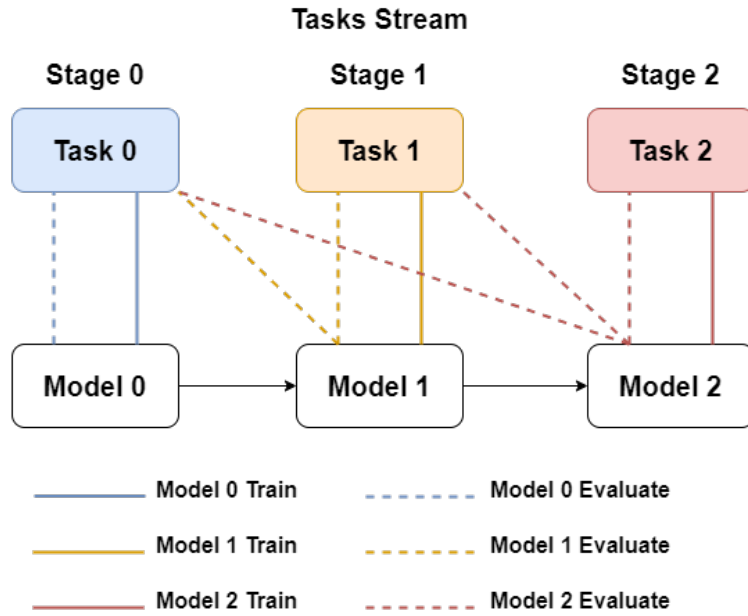 Tasks Stream
Stage 0 Stage 1 Stage 2
Task 0 Task 1 Task 2
Model 0 Model 1 Model 2
Model 0 Train Model 0 Evaluate
Model 1 Train Model 1 Evaluate
Model 2 Train Model 2 Evaluate